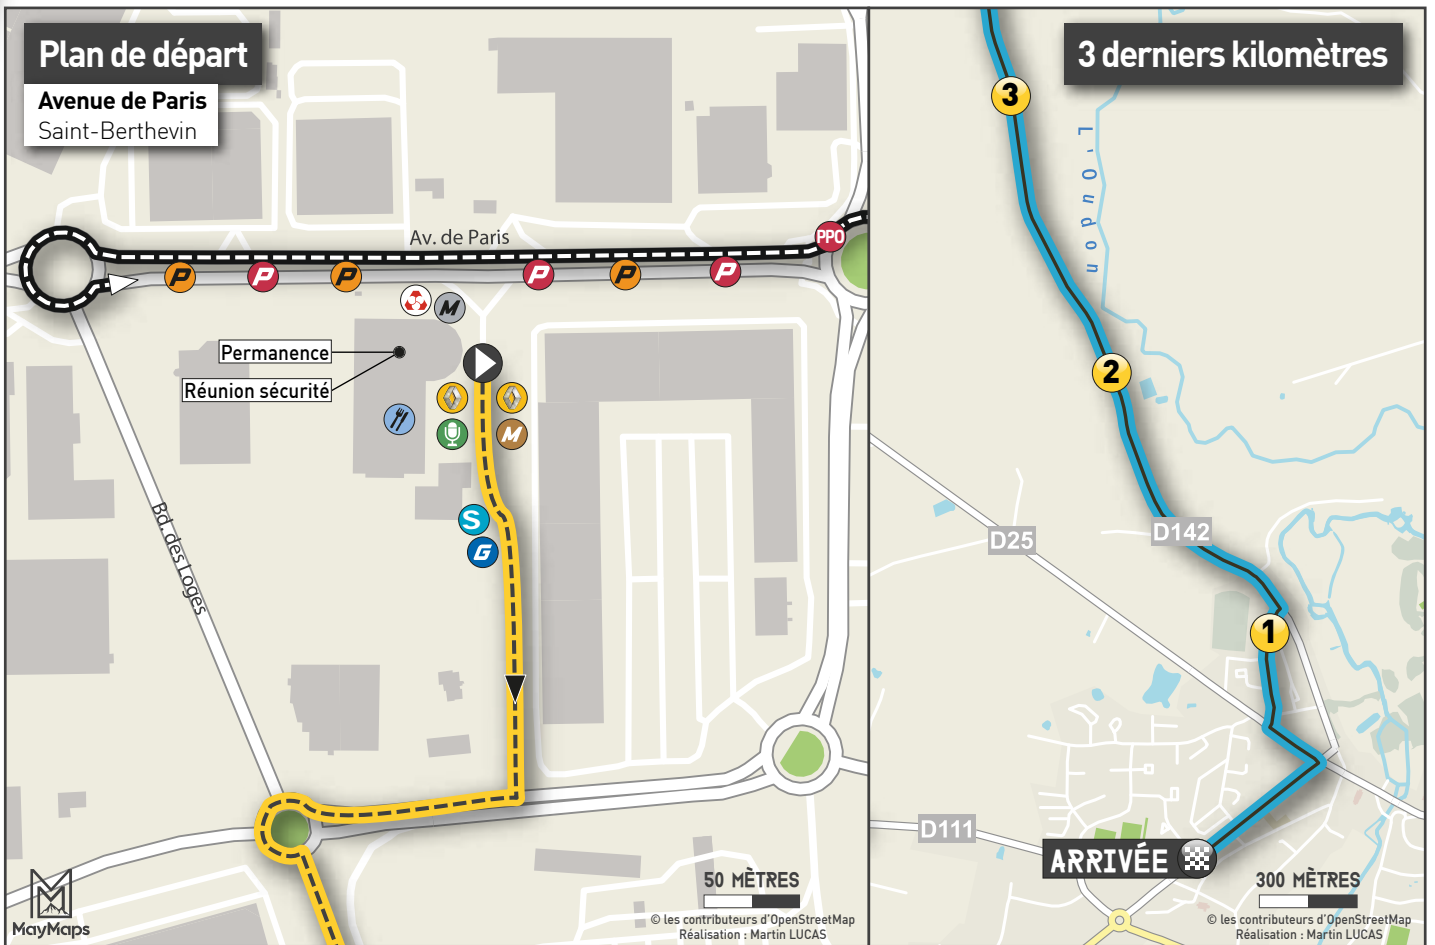 Plan de départ
Avenue de Paris
Saint-Berthevin
Av. de Paris
PPO
P
P
P
P
P
P
M
Permanence
Réunion sécurité
M
S
G
Bd. des Loges
MayMaps
50 MÈTRES
© les contributeurs d'OpenStreetMap
Réalisation : Martin LUCAS
3 derniers kilomètres
3
L'Oudon
2
D142
D25
1
D111
ARRIVÉE
300 MÈTRES
© les contributeurs d'OpenStreetMap
Réalisation : Martin LUCAS